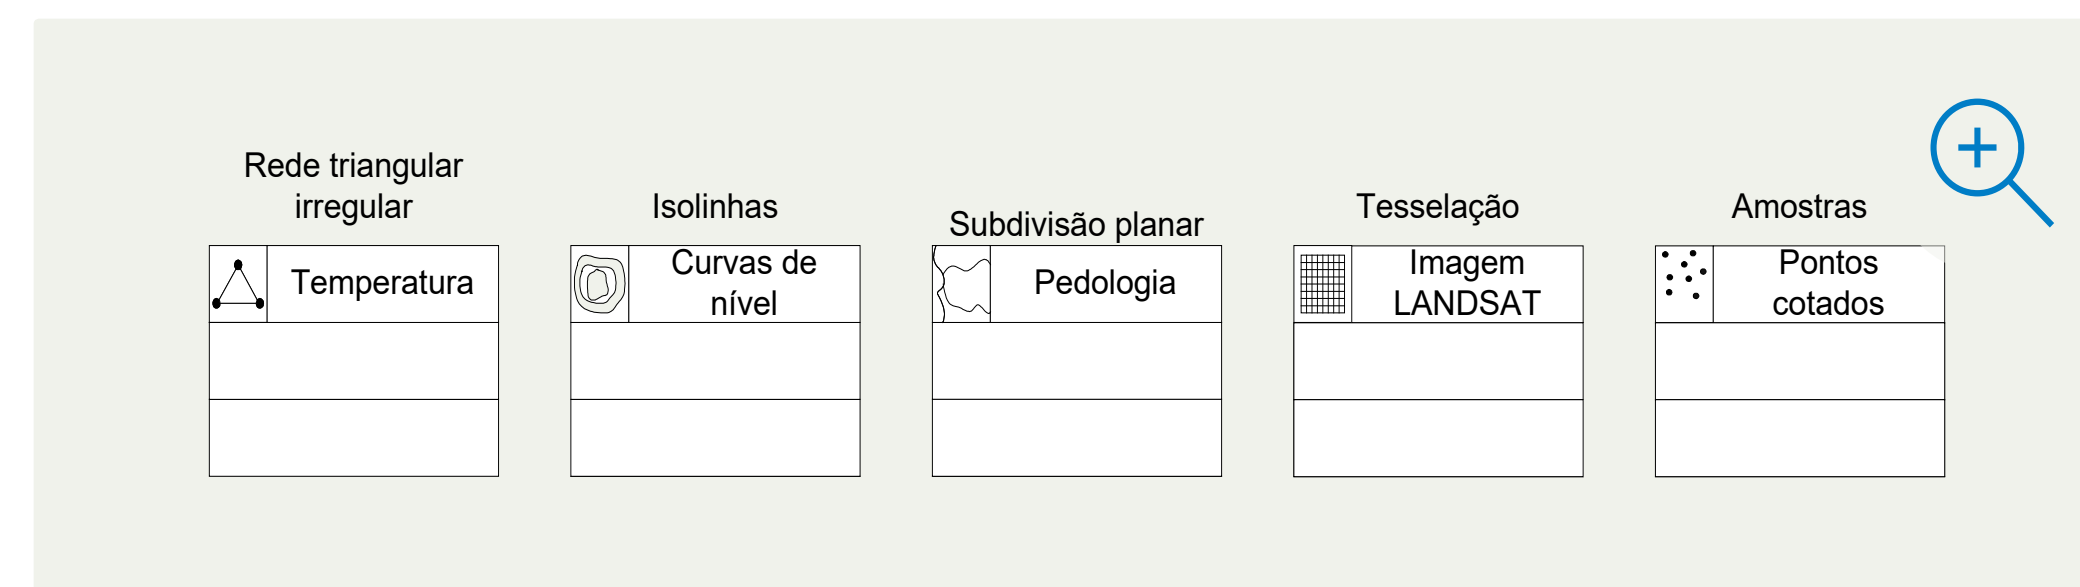 Rede triangular
irregular
Isolinhas
Subdivisão planar
Tesselação
Amostras
Temperatura
Curvas de
nível
Pedologia
Imagem
LANDSAT
Pontos
cotados